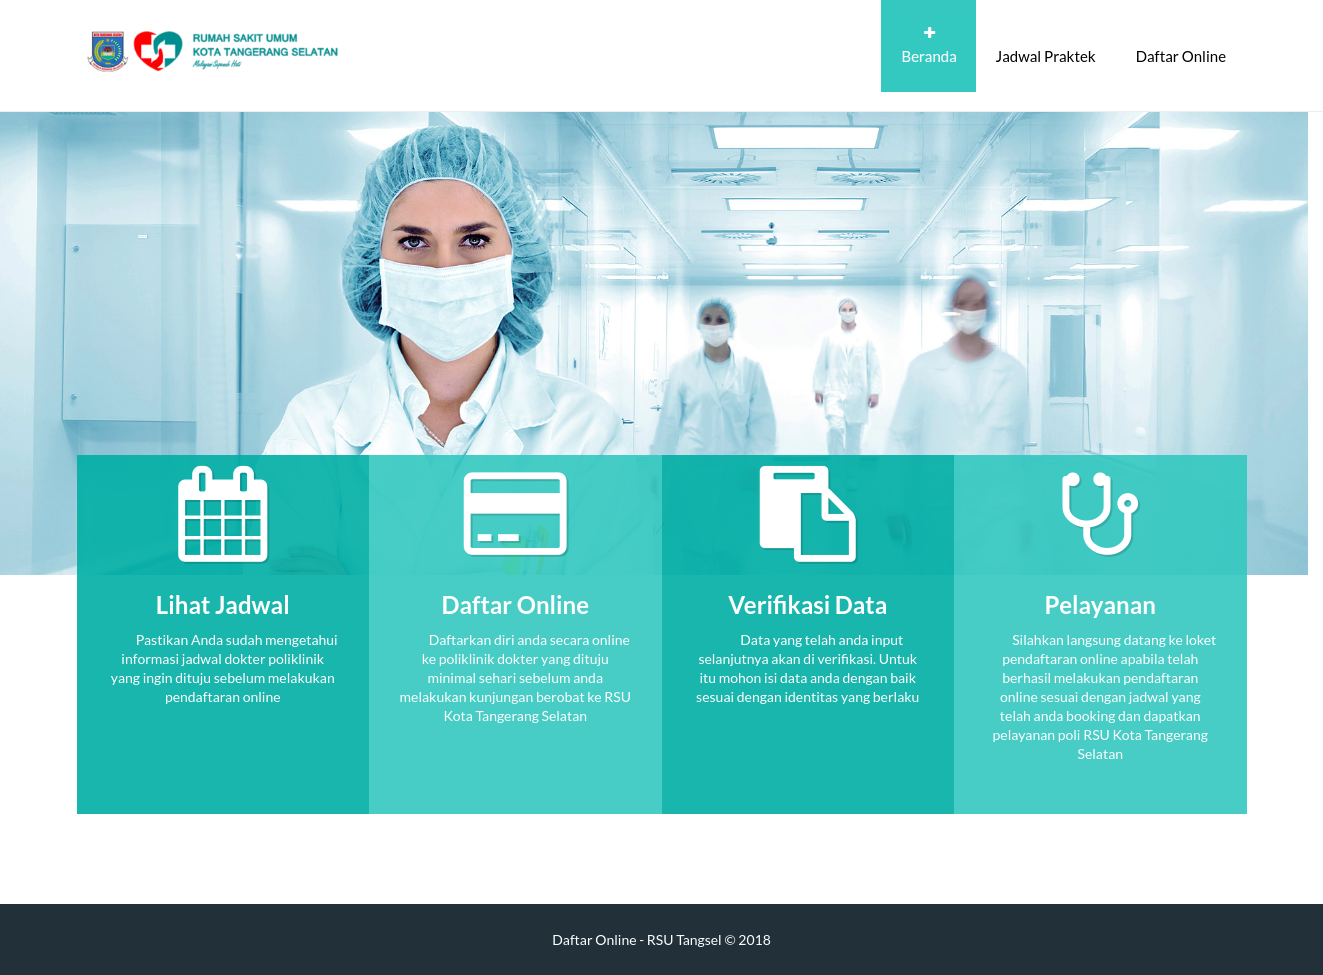 RUMAH SAKIT UMUM
KOTA TANGERANG SELATAN
Melayani Sepenuh Hati
Beranda
Jadwal Praktek
Daftar Online
Lihat Jadwal
Pastikan Anda sudah mengetahui
informasi jadwal dokter poliklinik
yang ingin dituju sebelum melakukan
pendaftaran online
Daftar Online
Daftarkan diri anda secara online
ke poliklinik dokter yang dituju
minimal sehari sebelum anda
melakukan kunjungan berobat ke RSU
Kota Tangerang Selatan
Verifikasi Data
Data yang telah anda input
selanjutnya akan di verifikasi. Untuk
itu mohon isi data anda dengan baik
sesuai dengan identitas yang berlaku
Pelayanan
Silahkan langsung datang ke loket
pendaftaran online apabila telah
berhasil melakukan pendaftaran
online sesuai dengan jadwal yang
telah anda booking dan dapatkan
pelayanan poli RSU Kota Tangerang
Selatan
Daftar Online - RSU Tangsel © 2018